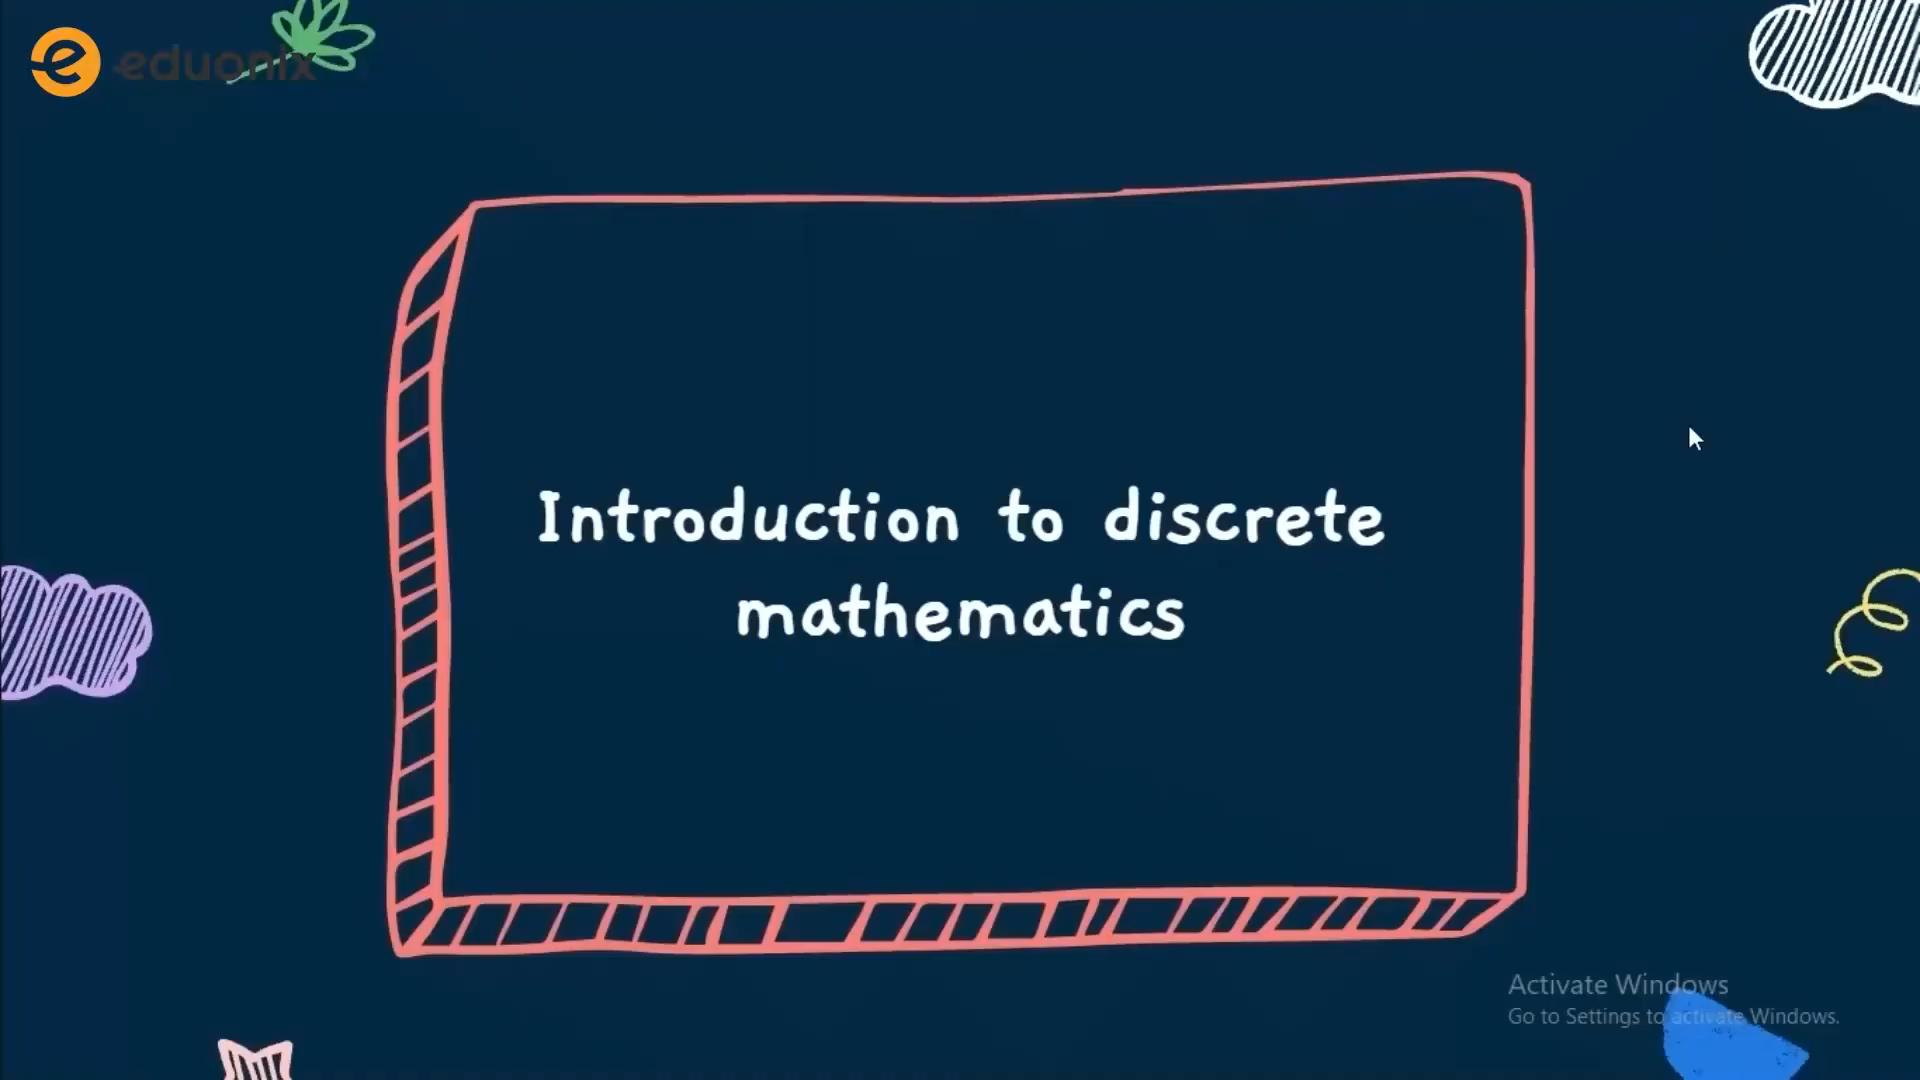 eduonix
Introduction to discrete
mathematics
Activate Windows
Go to Settings to activate Windows.